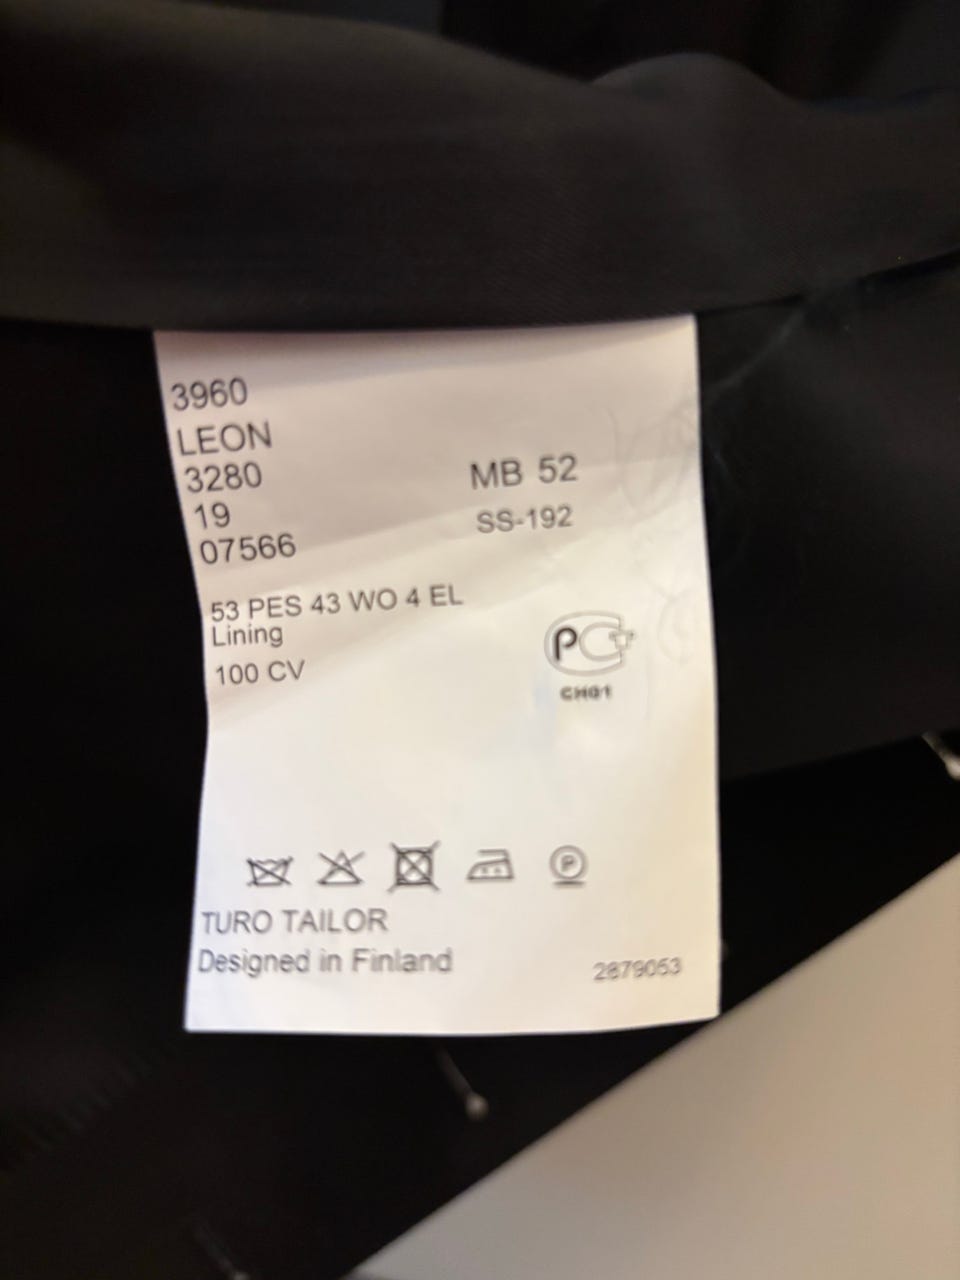 3960
LEON
3280 MB 52
19 SS-192
07566
53 PES 43 WO 4 EL
Lining
100 CV
PCT
CH01
P
TURO TAILOR
Designed in Finland
2879053